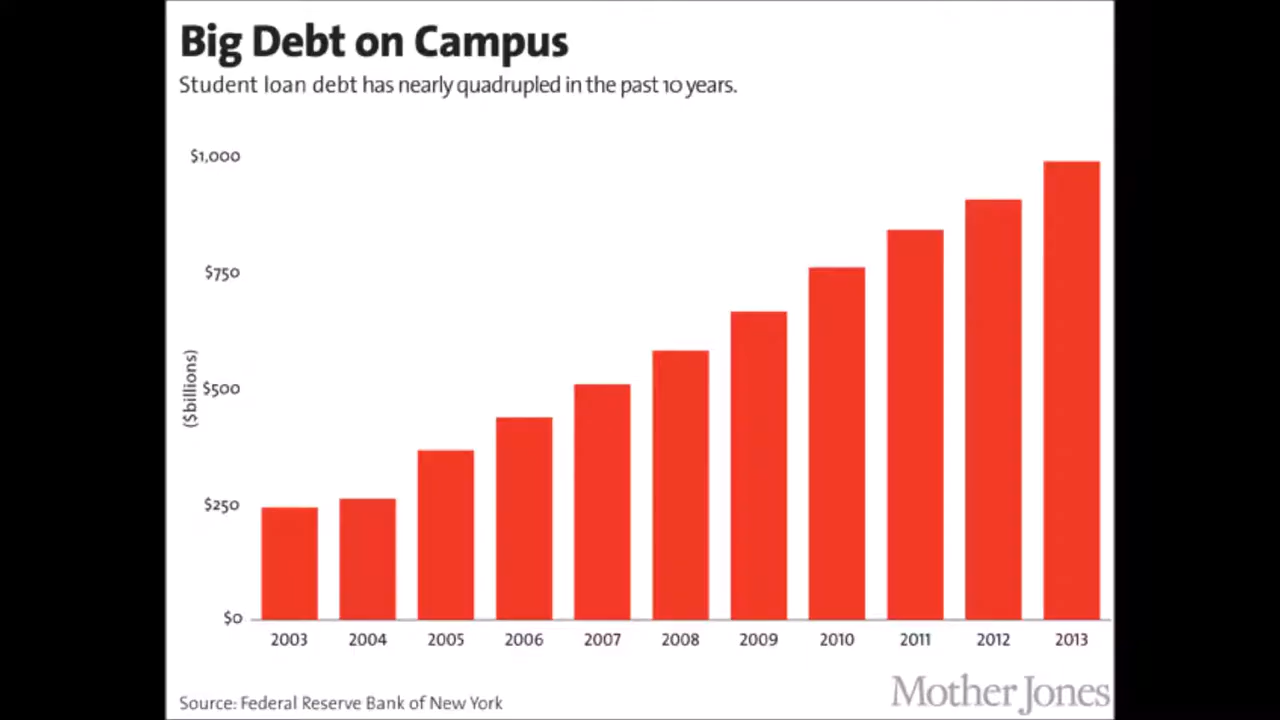 Big Debt on Campus
Student loan debt has nearly quadrupled in the past 10 years.
$1,000
$750
($billions)
$500
$250
$0
2003 2004 2005 2006 2007 2008 2009 2010 2011 2012 2013
Source: Federal Reserve Bank of New York
Mother Jones